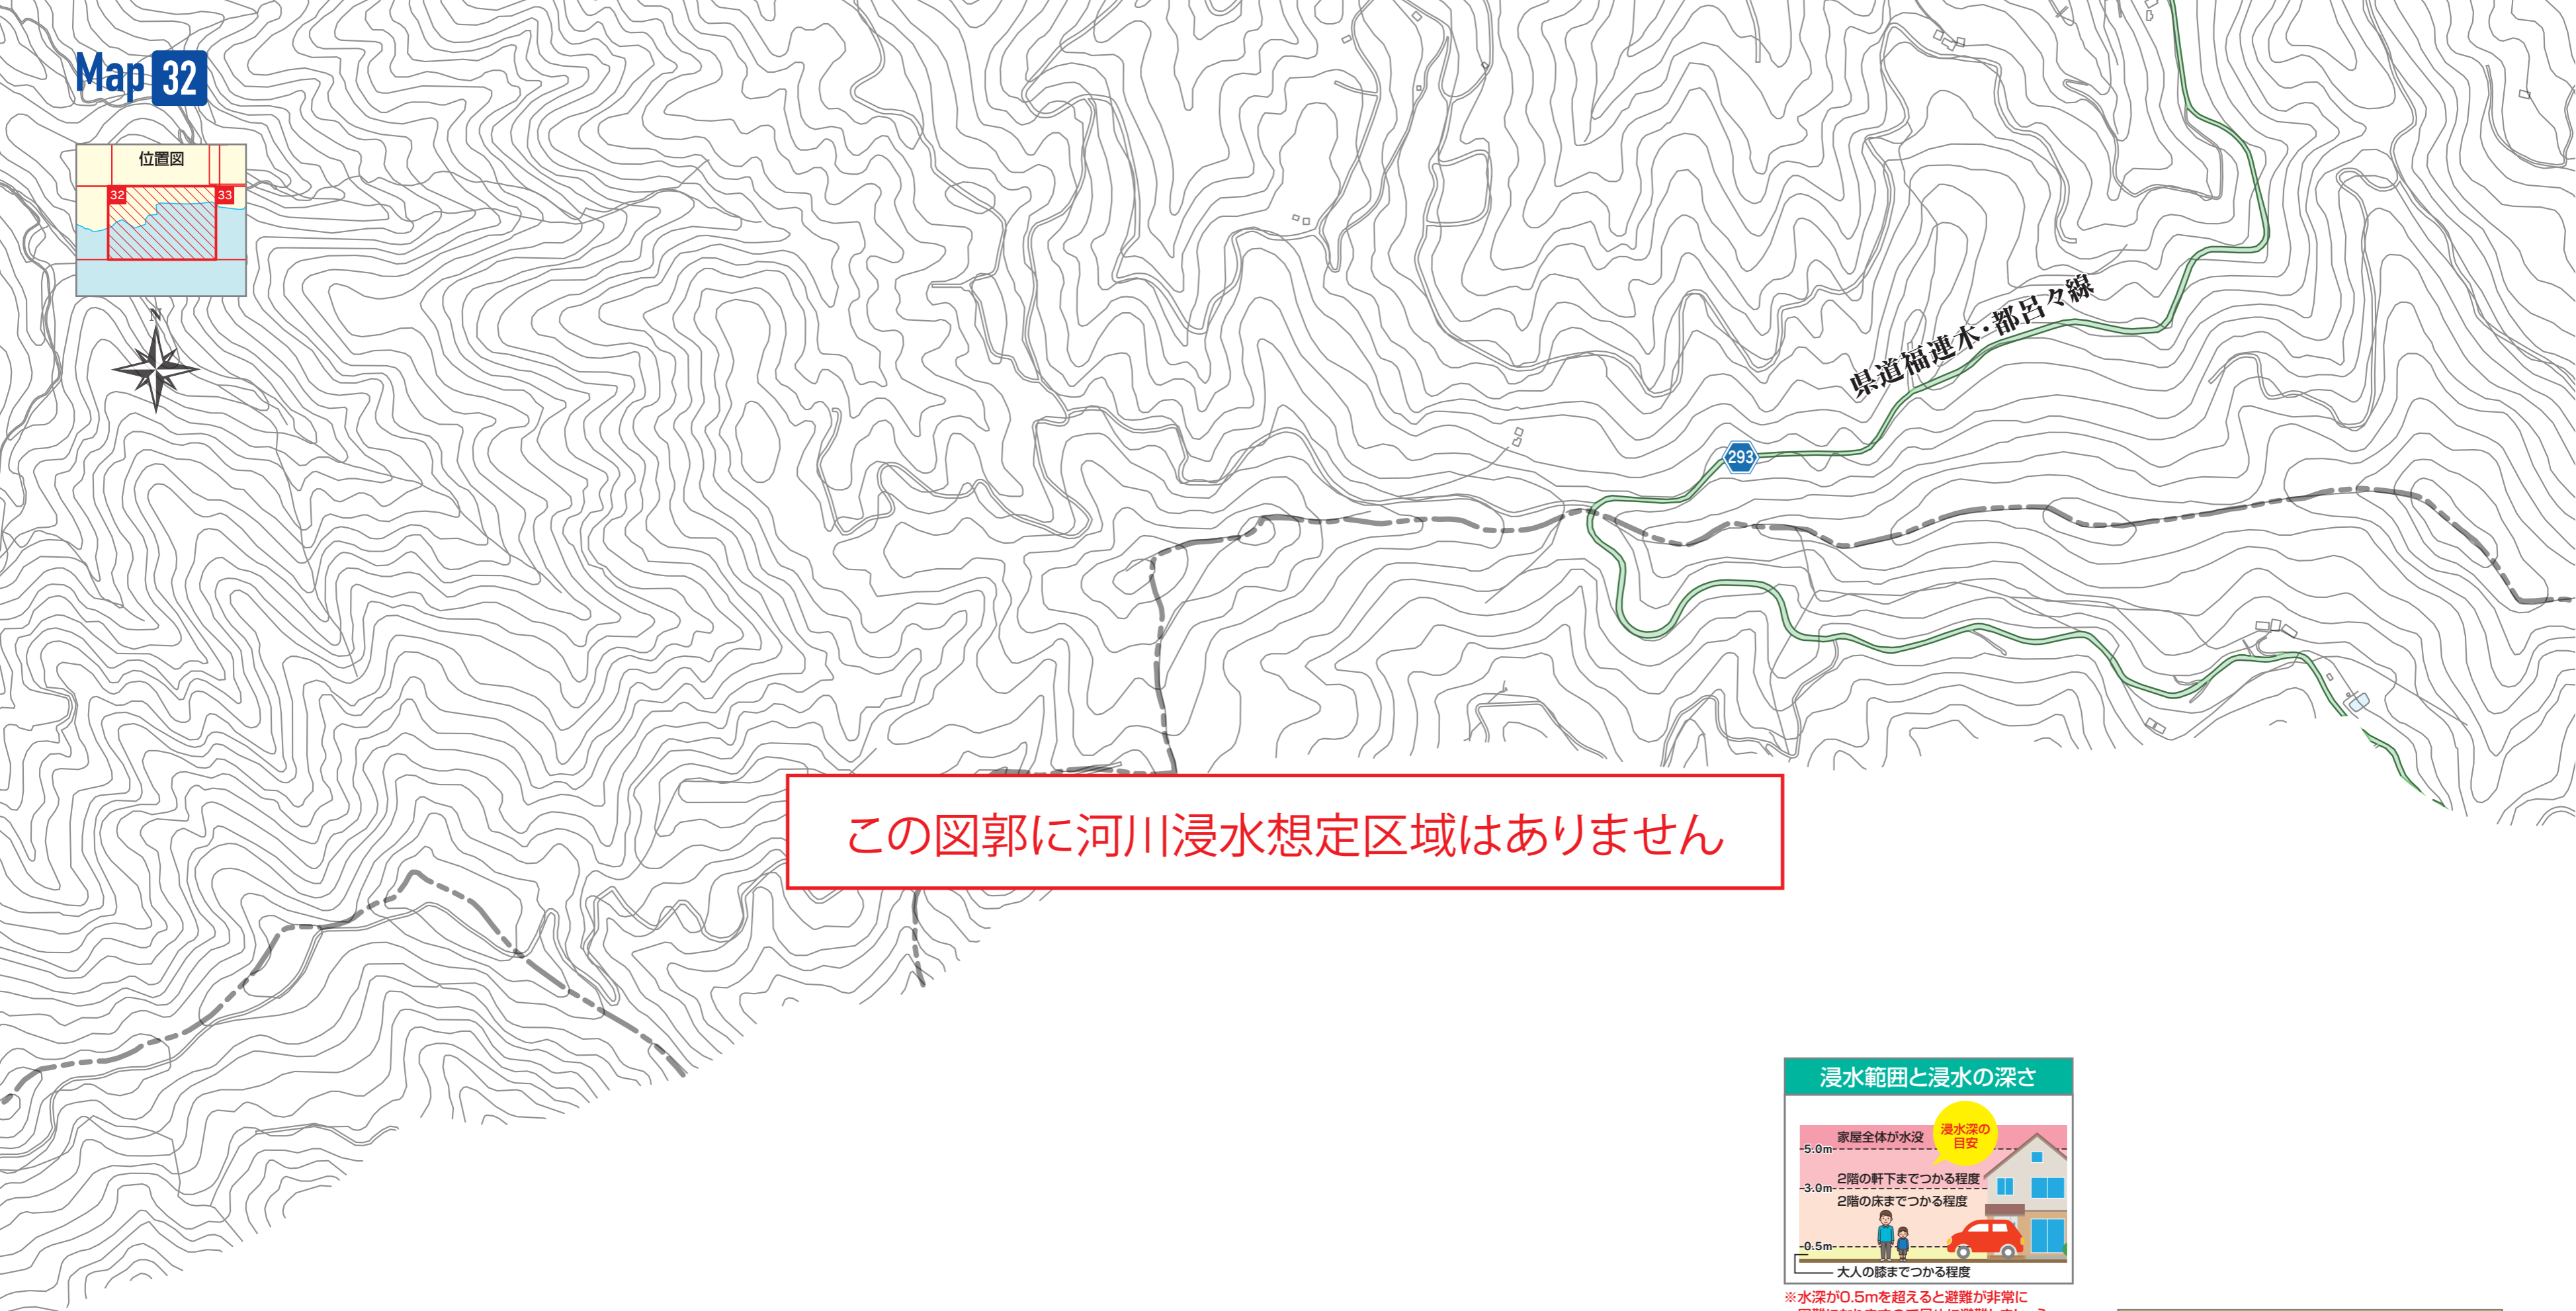 Map 32
位置図
32
33
N
県道福連木・都呂々線
293
この図郭に河川浸水想定区域はありません
浸水範囲と浸水の深さ
浸水深の
目安
家屋全体が水没
5.0m
2階の軒下までつかる程度
3.0m
2階の床までつかる程度
0.5m
大人の膝までつかる程度
※水深が0.5mを超えると避難が非常に